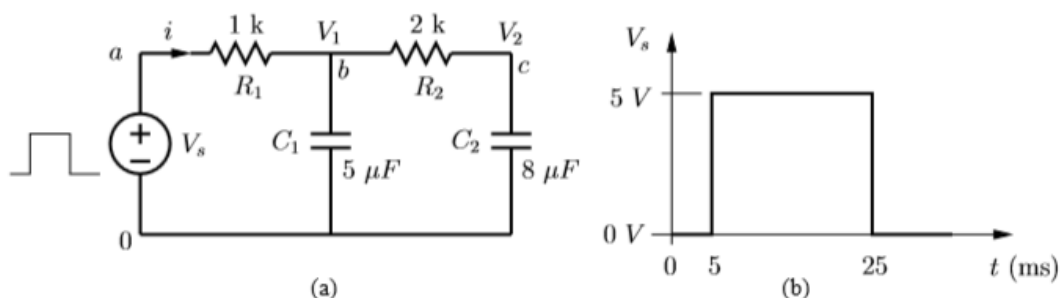 a
i
1 k
R₁
V₁
b
2 k
R₂
V₂
c
+
−
Vₛ
C₁
5 μF
C₂
8 μF
0
(a)
Vₛ
5 V
0 V
0 5 25 t (ms)
(b)